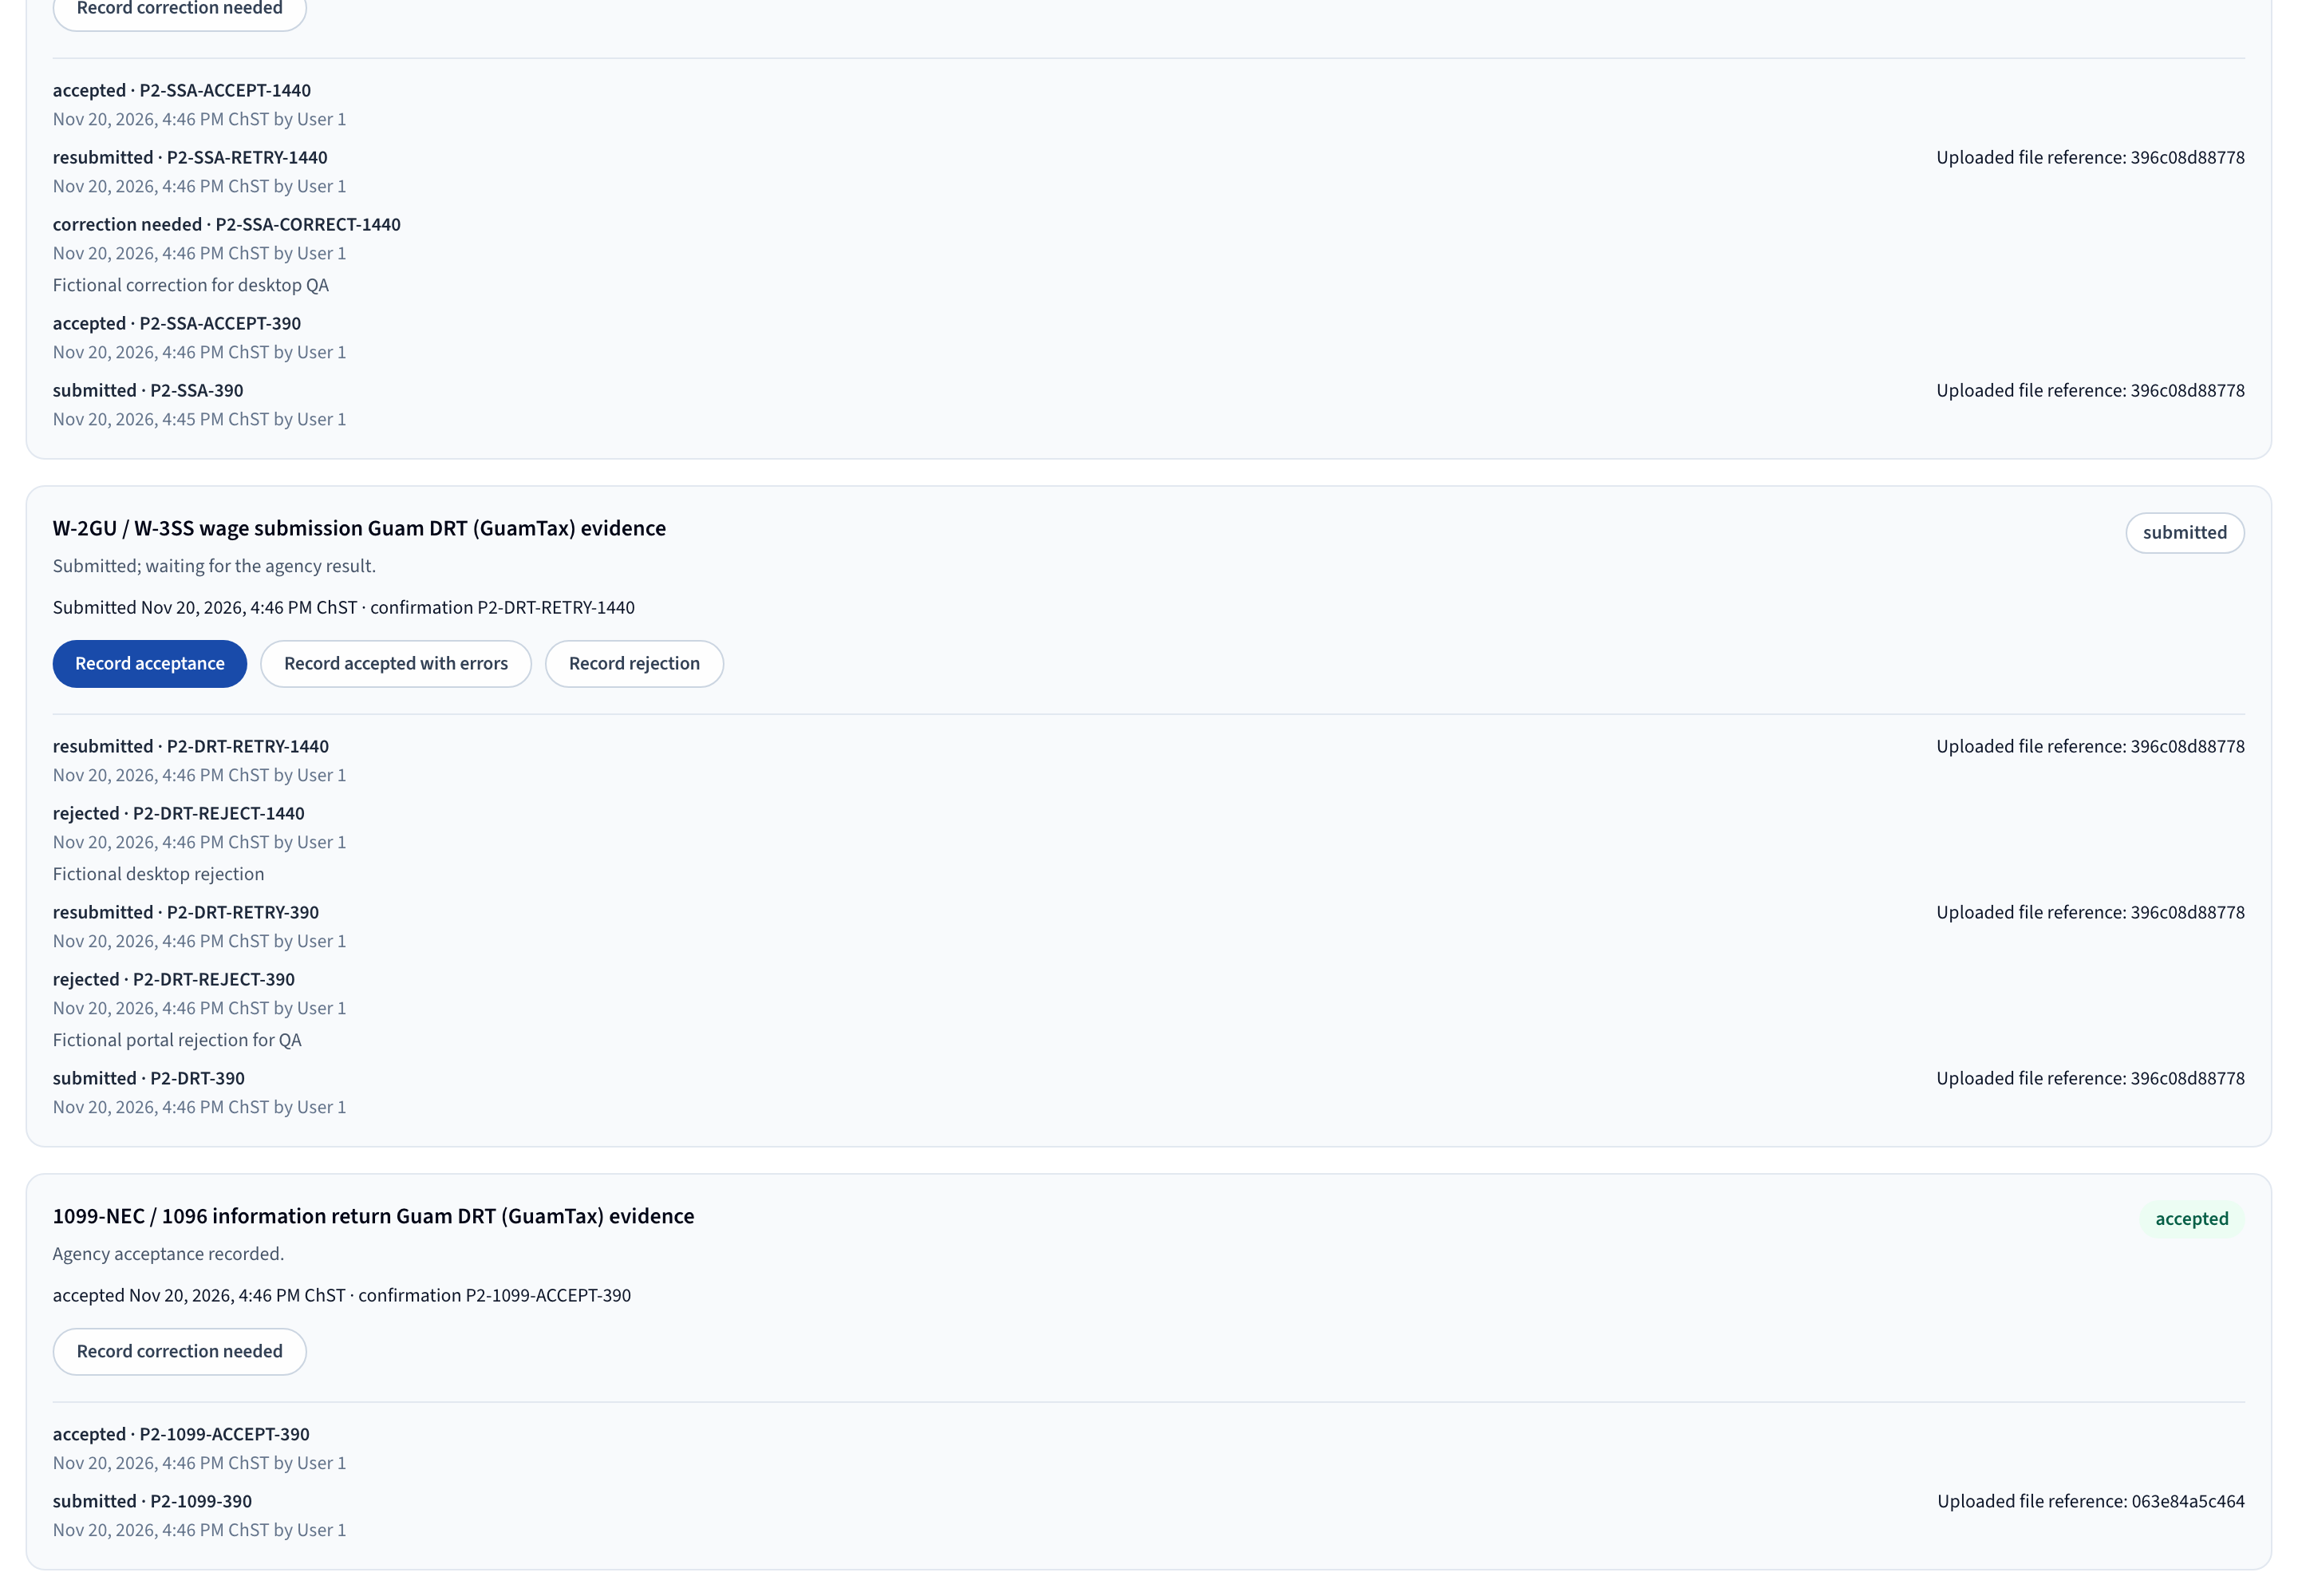 Record correction needed
accepted · P2-SSA-ACCEPT-1440
Nov 20, 2026, 4:46 PM ChST by User 1
resubmitted · P2-SSA-RETRY-1440
Uploaded file reference: 396c08d88778
Nov 20, 2026, 4:46 PM ChST by User 1
correction needed · P2-SSA-CORRECT-1440
Nov 20, 2026, 4:46 PM ChST by User 1
Fictional correction for desktop QA
accepted · P2-SSA-ACCEPT-390
Nov 20, 2026, 4:46 PM ChST by User 1
submitted · P2-SSA-390
Uploaded file reference: 396c08d88778
Nov 20, 2026, 4:45 PM ChST by User 1
W-2GU / W-3SS wage submission Guam DRT (GuamTax) evidence
submitted
Submitted; waiting for the agency result.
Submitted Nov 20, 2026, 4:46 PM ChST · confirmation P2-DRT-RETRY-1440
Record acceptance
Record accepted with errors
Record rejection
resubmitted · P2-DRT-RETRY-1440
Uploaded file reference: 396c08d88778
Nov 20, 2026, 4:46 PM ChST by User 1
rejected · P2-DRT-REJECT-1440
Nov 20, 2026, 4:46 PM ChST by User 1
Fictional desktop rejection
resubmitted · P2-DRT-RETRY-390
Uploaded file reference: 396c08d88778
Nov 20, 2026, 4:46 PM ChST by User 1
rejected · P2-DRT-REJECT-390
Nov 20, 2026, 4:46 PM ChST by User 1
Fictional portal rejection for QA
submitted · P2-DRT-390
Uploaded file reference: 396c08d88778
Nov 20, 2026, 4:46 PM ChST by User 1
1099-NEC / 1096 information return Guam DRT (GuamTax) evidence
accepted
Agency acceptance recorded.
accepted Nov 20, 2026, 4:46 PM ChST · confirmation P2-1099-ACCEPT-390
Record correction needed
accepted · P2-1099-ACCEPT-390
Nov 20, 2026, 4:46 PM ChST by User 1
submitted · P2-1099-390
Uploaded file reference: 063e84a5c464
Nov 20, 2026, 4:46 PM ChST by User 1